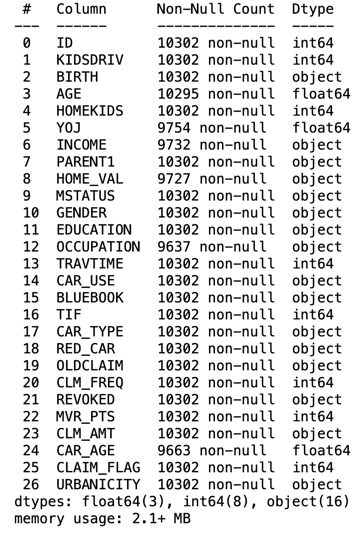 #   Column      Non-Null Count  Dtype
--- ------      --------------  -----
0   ID          10302 non-null  int64
1   KIDSDRIV    10302 non-null  int64
2   BIRTH       10302 non-null  object
3   AGE         10295 non-null  float64
4   HOMEKIDS    10302 non-null  int64
5   YOJ         9754 non-null   float64
6   INCOME      9732 non-null   object
7   PARENT1     10302 non-null  object
8   HOME_VAL    9727 non-null   object
9   MSTATUS     10302 non-null  object
10  GENDER      10302 non-null  object
11  EDUCATION   10302 non-null  object
12  OCCUPATION  9637 non-null   object
13  TRAVTIME    10302 non-null  int64
14  CAR_USE     10302 non-null  object
15  BLUEBOOK    10302 non-null  object
16  TIF         10302 non-null  int64
17  CAR_TYPE    10302 non-null  object
18  RED_CAR     10302 non-null  object
19  OLDCLAIM    10302 non-null  object
20  CLM_FREQ    10302 non-null  int64
21  REVOKED     10302 non-null  object
22  MVR_PTS     10302 non-null  int64
23  CLM_AMT     10302 non-null  object
24  CAR_AGE     9663 non-null   float64
25  CLAIM_FLAG  10302 non-null  int64
26  URBANICITY  10302 non-null  object
dtypes: float64(3), int64(8), object(16)
memory usage: 2.1+ MB